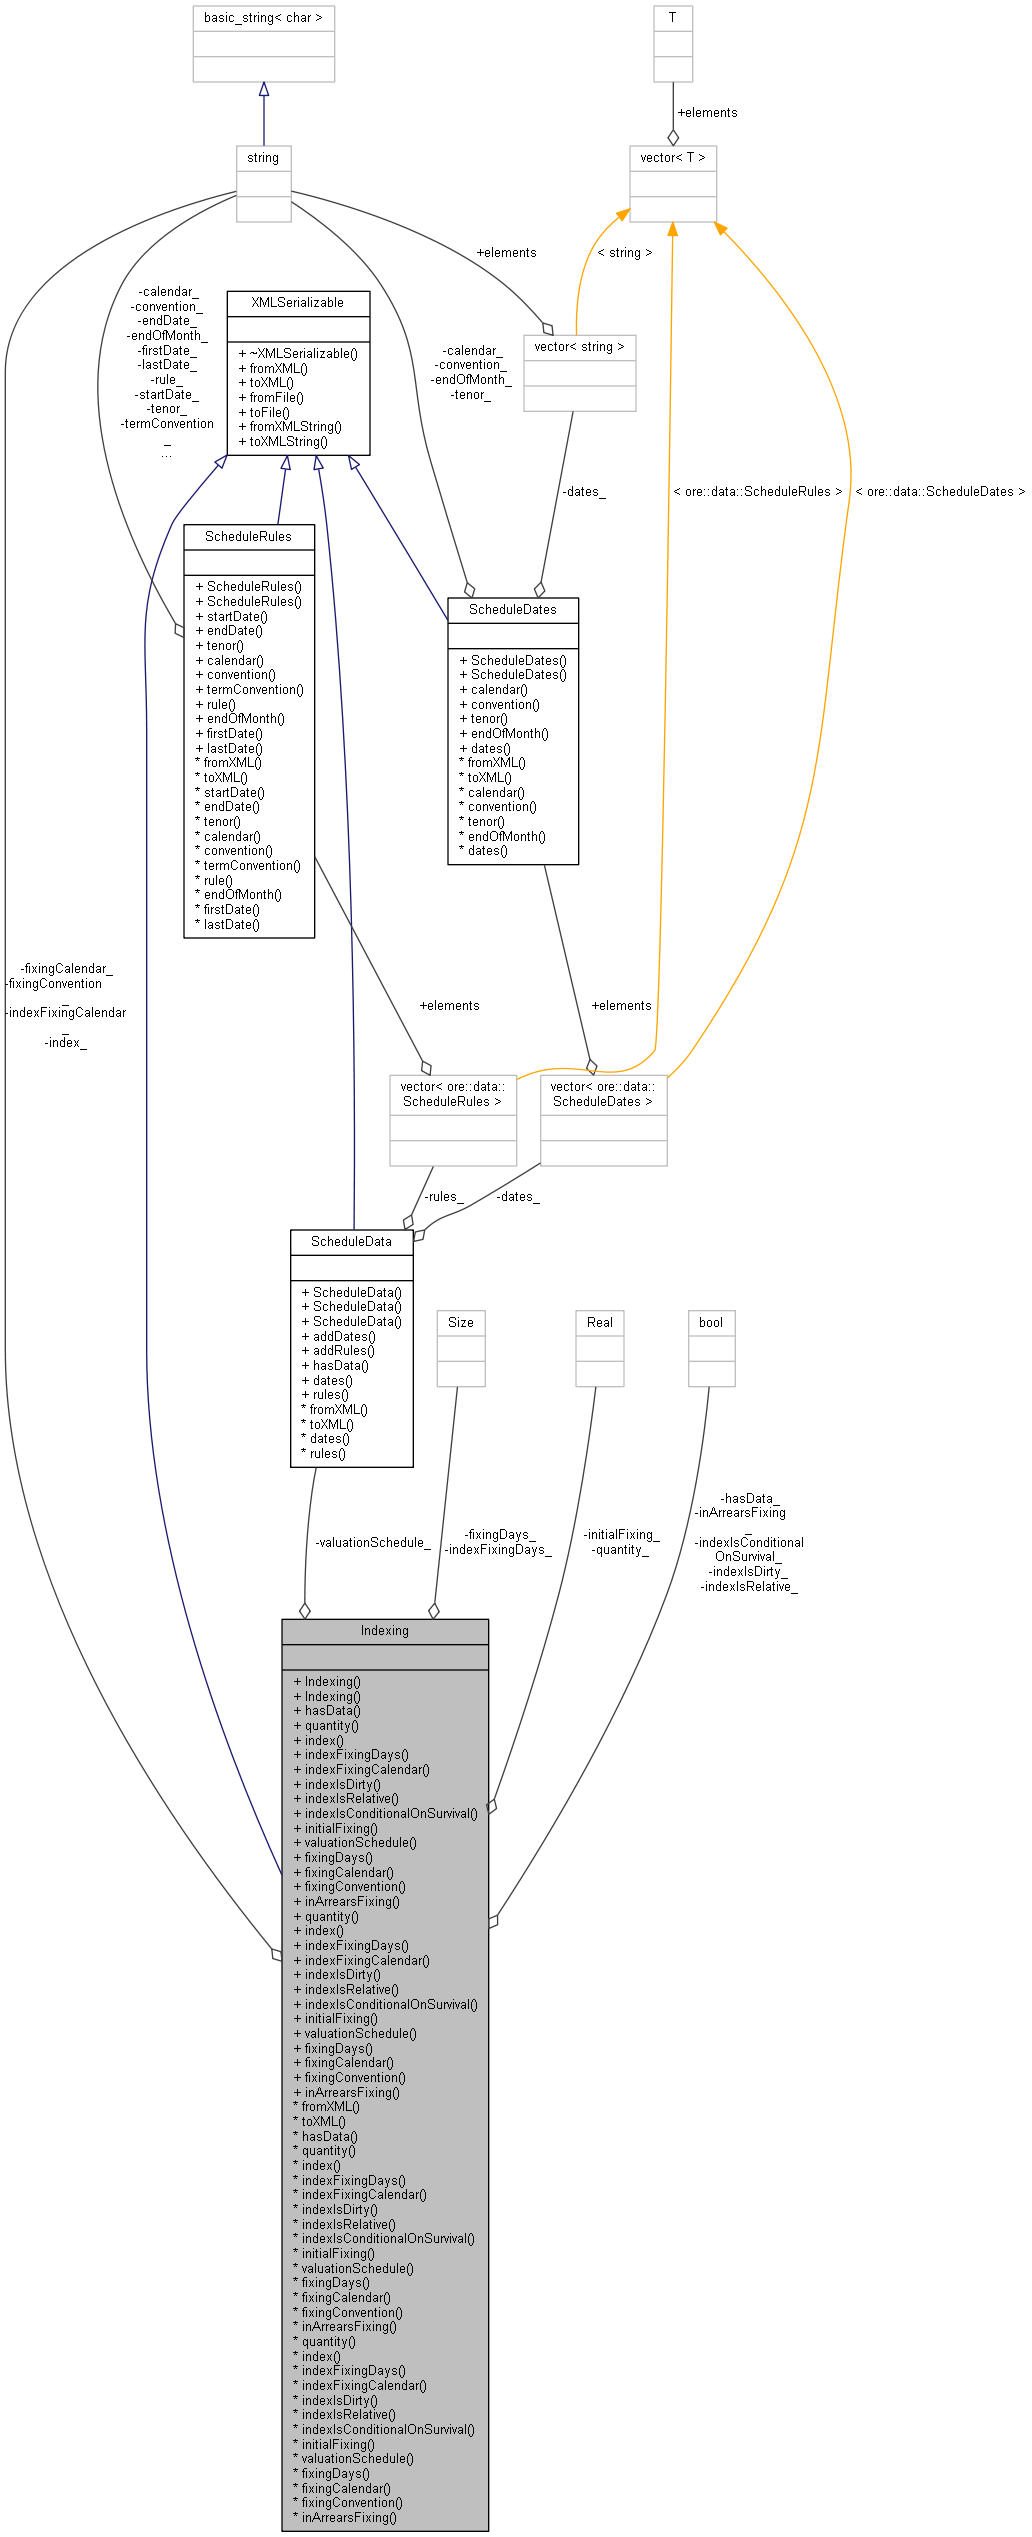 basic_string< char >
T
+elements
string
vector< T >
+elements
< string >
-calendar_
-convention_
-endDate_
-endOfMonth_
-firstDate_
-lastDate_
-rule_
-startDate_
-tenor_
-termConvention
_
...
XMLSerializable
+ ~XMLSerializable()
+ fromXML()
+ toXML()
+ fromFile()
+ toFile()
+ fromXMLString()
+ toXMLString()
-calendar_
-convention_
-endOfMonth_
-tenor_
vector< string >
-dates_
< ore::data::ScheduleRules >
< ore::data::ScheduleDates >
ScheduleRules
+ ScheduleRules()
+ ScheduleRules()
+ startDate()
+ endDate()
+ tenor()
+ calendar()
+ convention()
+ termConvention()
+ rule()
+ endOfMonth()
+ firstDate()
+ lastDate()
* fromXML()
* toXML()
* startDate()
* endDate()
* tenor()
* calendar()
* convention()
* termConvention()
* rule()
* endOfMonth()
* firstDate()
* lastDate()
ScheduleDates
+ ScheduleDates()
+ ScheduleDates()
+ calendar()
+ convention()
+ tenor()
+ endOfMonth()
+ dates()
* fromXML()
* toXML()
* calendar()
* convention()
* tenor()
* endOfMonth()
* dates()
-fixingCalendar_
-fixingConvention
_
-indexFixingCalendar
_
-index_
+elements
+elements
vector< ore::data::
ScheduleRules >
vector< ore::data::
ScheduleDates >
-rules_
-dates_
ScheduleData
+ ScheduleData()
+ ScheduleData()
+ ScheduleData()
+ addDates()
+ addRules()
+ hasData()
+ dates()
+ rules()
* fromXML()
* toXML()
* dates()
* rules()
Size
Real
bool
-valuationSchedule_
-fixingDays_
-indexFixingDays_
-initialFixing_
-quantity_
-hasData_
-inArrearsFixing
_
-indexIsConditional
OnSurvival_
-indexIsDirty_
-indexIsRelative_
Indexing
+ Indexing()
+ Indexing()
+ hasData()
+ quantity()
+ index()
+ indexFixingDays()
+ indexFixingCalendar()
+ indexIsDirty()
+ indexIsRelative()
+ indexIsConditionalOnSurvival()
+ initialFixing()
+ valuationSchedule()
+ fixingDays()
+ fixingCalendar()
+ fixingConvention()
+ inArrearsFixing()
+ quantity()
+ index()
+ indexFixingDays()
+ indexFixingCalendar()
+ indexIsDirty()
+ indexIsRelative()
+ indexIsConditionalOnSurvival()
+ initialFixing()
+ valuationSchedule()
+ fixingDays()
+ fixingCalendar()
+ fixingConvention()
+ inArrearsFixing()
* fromXML()
* toXML()
* hasData()
* quantity()
* index()
* indexFixingDays()
* indexFixingCalendar()
* indexIsDirty()
* indexIsRelative()
* indexIsConditionalOnSurvival()
* initialFixing()
* valuationSchedule()
* fixingDays()
* fixingCalendar()
* fixingConvention()
* inArrearsFixing()
* quantity()
* index()
* indexFixingDays()
* indexFixingCalendar()
* indexIsDirty()
* indexIsRelative()
* indexIsConditionalOnSurvival()
* initialFixing()
* valuationSchedule()
* fixingDays()
* fixingCalendar()
* fixingConvention()
* inArrearsFixing()